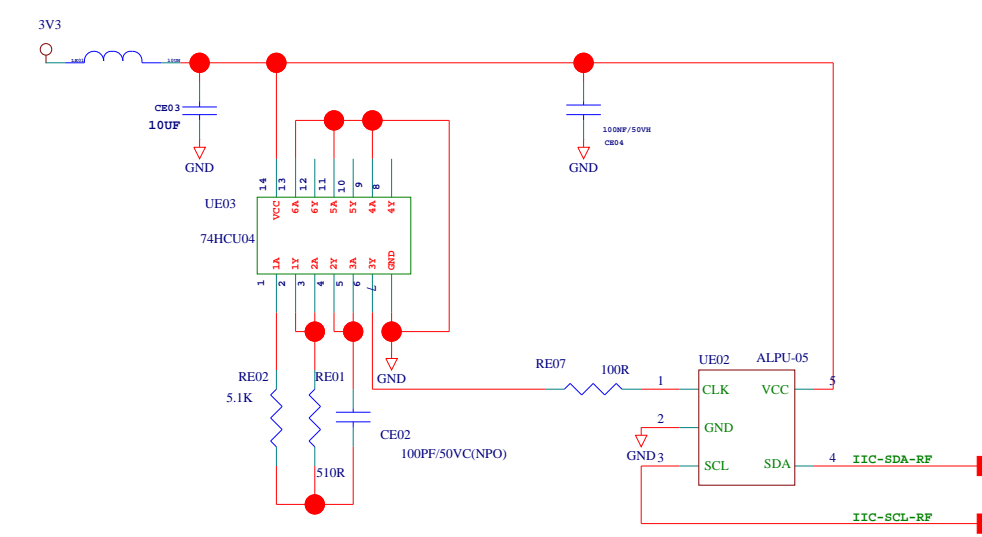 3V3
10UH
CE03
10UF
GND
100NF/50VH
CE04
GND
14 13 12 11 10 9 8
UE03
VCC 6A 6Y 5A 5Y 4A 4Y
74HCU04
1A 1Y 2A 2Y 3A 3Y GND
1 2 3 4 5 6 7
GND
RE02
5.1K
RE01
510R
CE02
100PF/50VC(NPO)
RE07
100R
UE02
ALPU-05
1 CLK VCC 5
2 GND
GND
3 SCL SDA 4
IIC-SDA-RF
IIC-SCL-RF